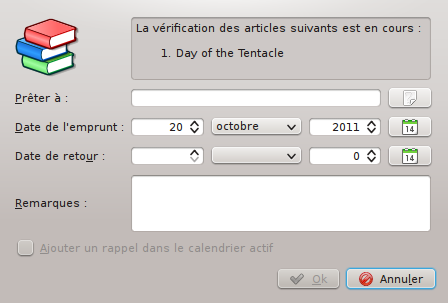 La vérification des articles suivants est en cours :
1. Day of the Tentacle
Prêter à :
Date de l'emprunt : 20 octobre 2011 14
Date de retour : 0 14
Remarques :
Ajouter un rappel dans le calendrier actif
Ok Annuler